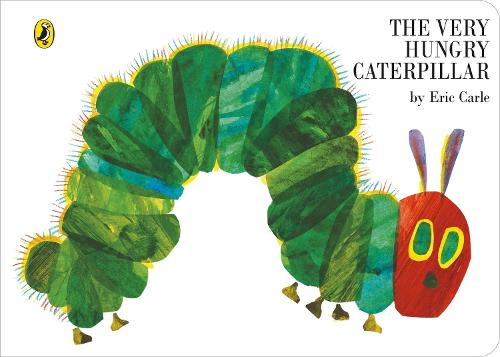 THE VERY
HUNGRY
CATERPILLAR
by Eric Carle